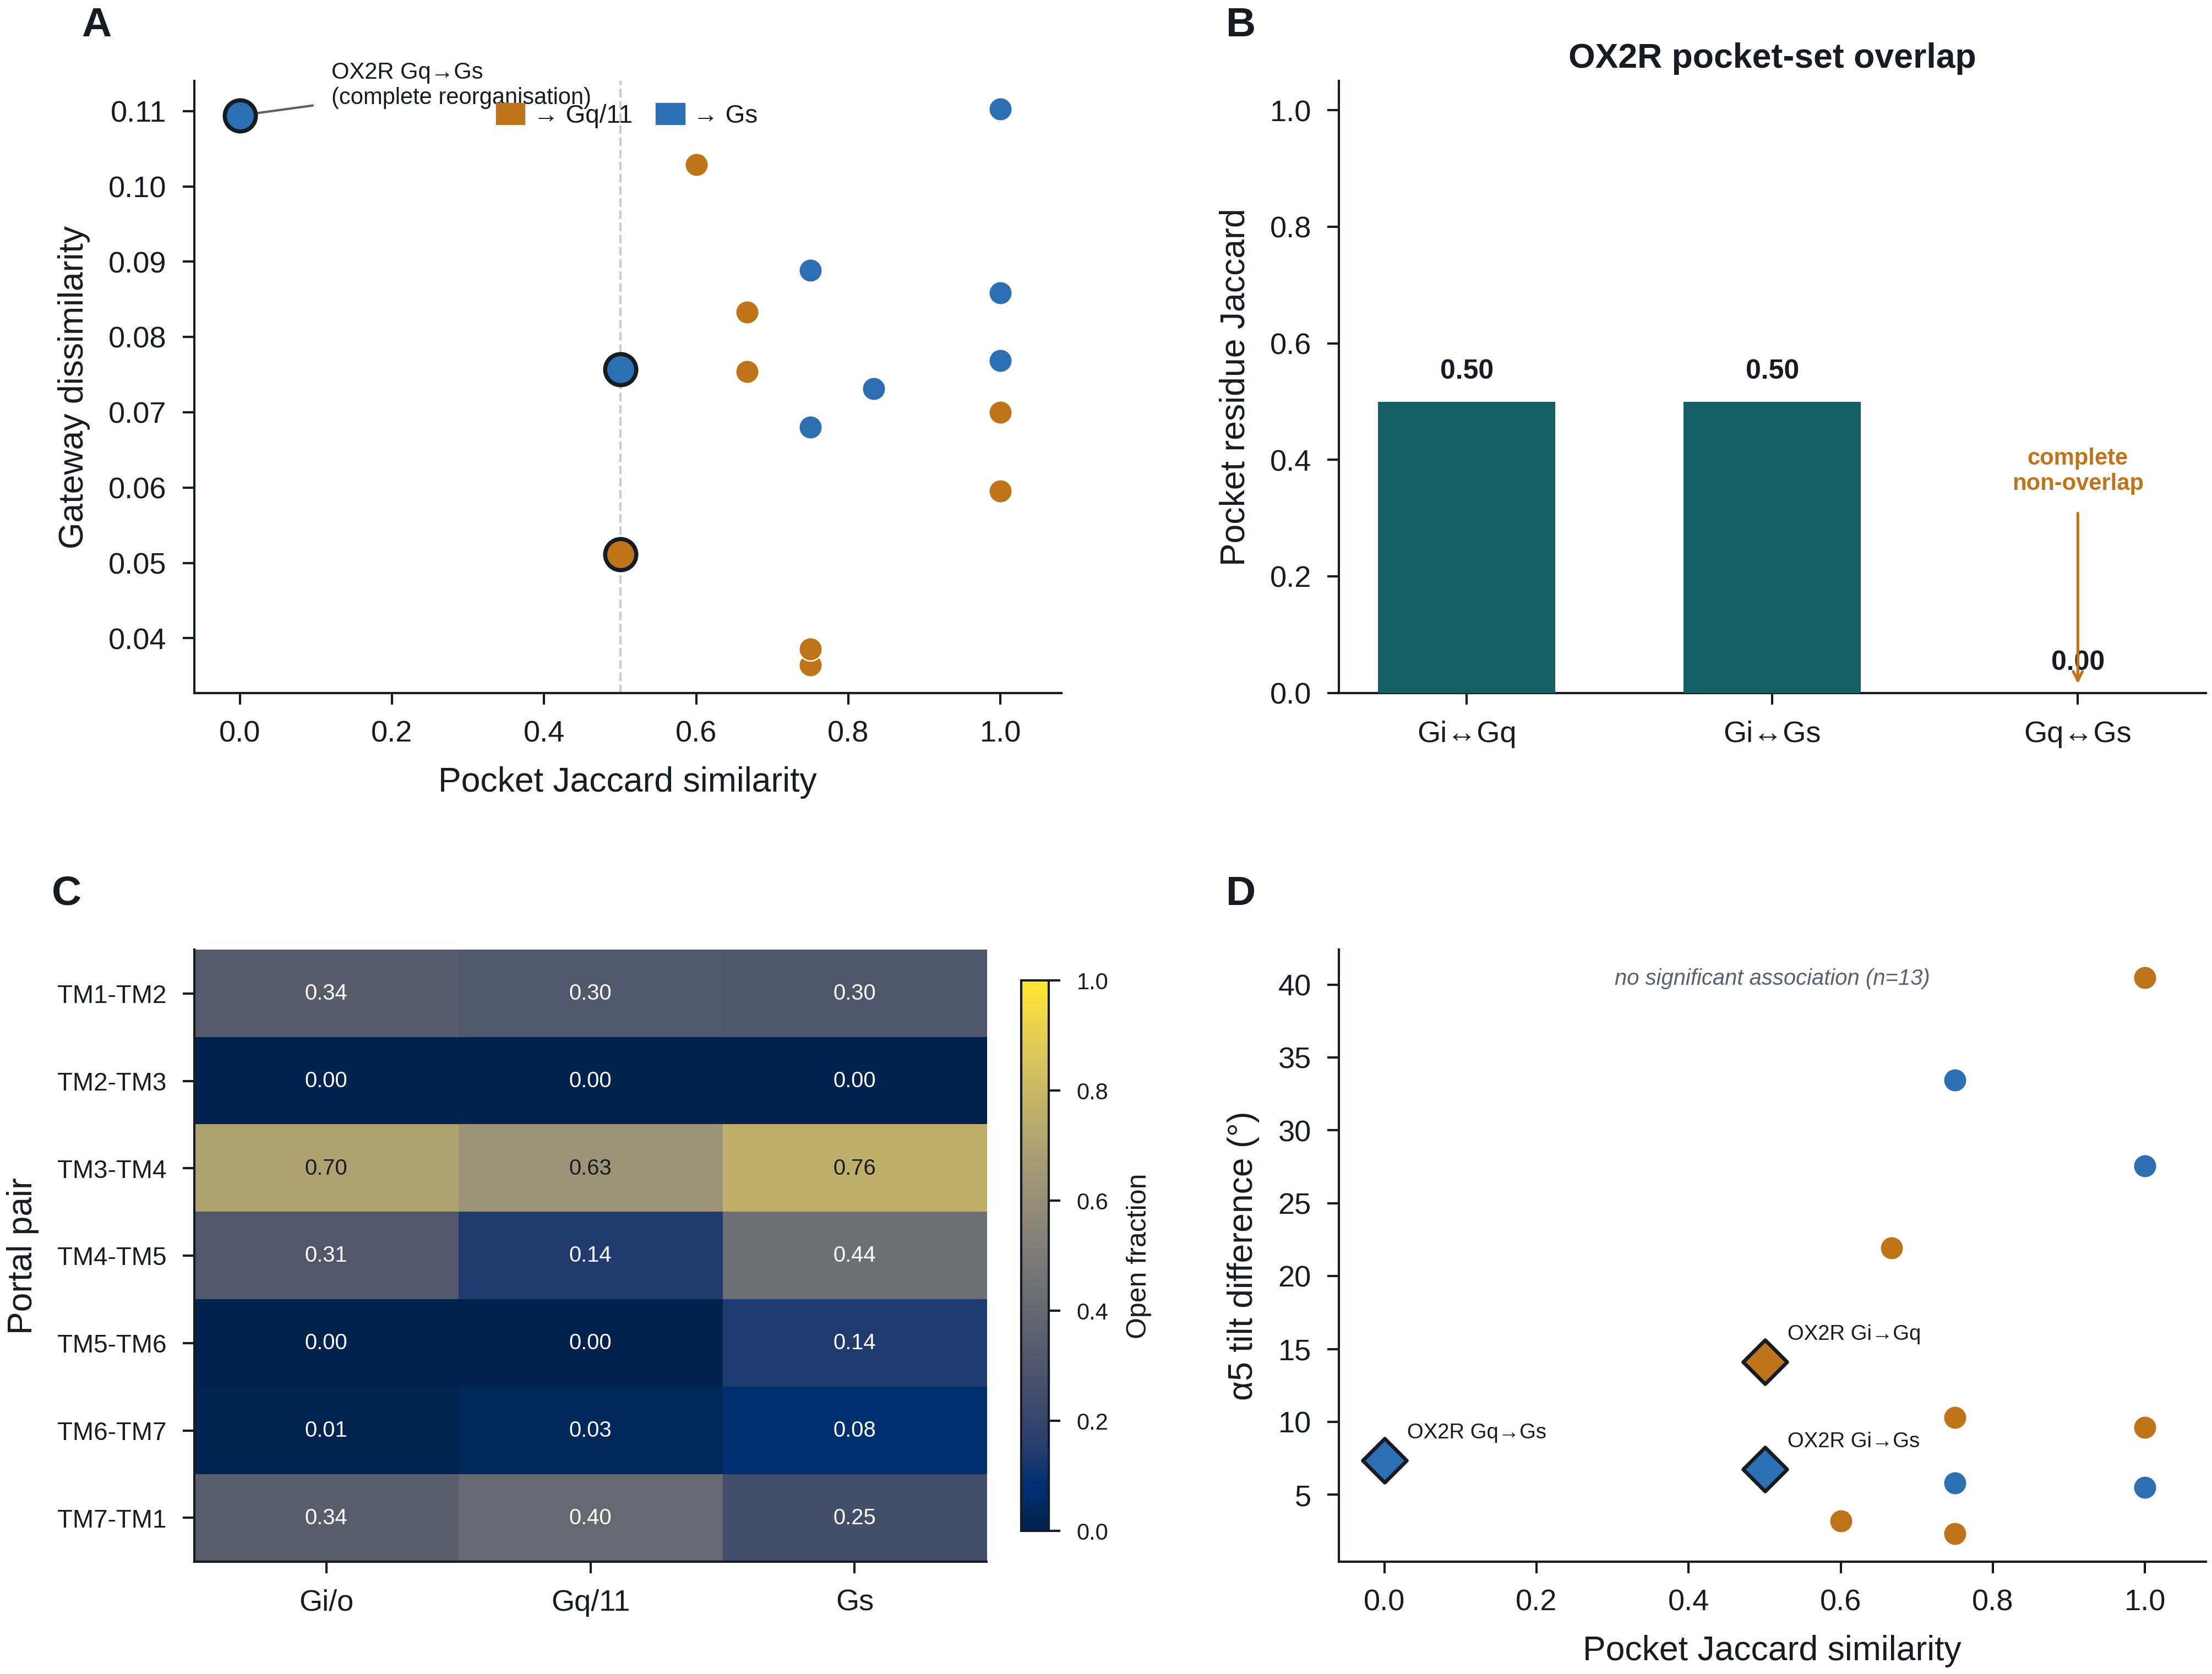 A
OX2R Gq→Gs
(complete reorganisation)
→ Gq/11
→ Gs
0.11
0.10
0.09
0.08
0.07
0.06
0.05
0.04
Gateway dissimilarity
0.0 0.2 0.4 0.6 0.8 1.0
Pocket Jaccard similarity
B
OX2R pocket-set overlap
1.0
0.8
0.6
0.4
0.2
0.0
Pocket residue Jaccard
0.50
0.50
complete
non-overlap
0.00
Gi↔Gq Gi↔Gs Gq↔Gs
C
Portal pair
TM1-TM2 0.34 0.30 0.30
TM2-TM3 0.00 0.00 0.00
TM3-TM4 0.70 0.63 0.76
TM4-TM5 0.31 0.14 0.44
TM5-TM6 0.00 0.00 0.14
TM6-TM7 0.01 0.03 0.08
TM7-TM1 0.34 0.40 0.25
Gi/o Gq/11 Gs
1.0
0.8
0.6
0.4
0.2
0.0
Open fraction
D
no significant association (n=13)
40
35
30
25
20
15
10
5
α5 tilt difference (°)
OX2R Gi→Gq
OX2R Gq→Gs
OX2R Gi→Gs
0.0 0.2 0.4 0.6 0.8 1.0
Pocket Jaccard similarity